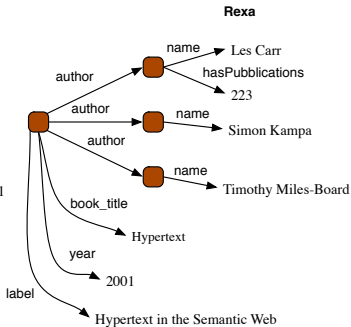 Rexa
name
Les Carr
author
hasPubblications
223
author
name
Simon Kampa
author
name
Timothy Miles-Board
1
book_title
Hypertext
year
2001
label
Hypertext in the Semantic Web